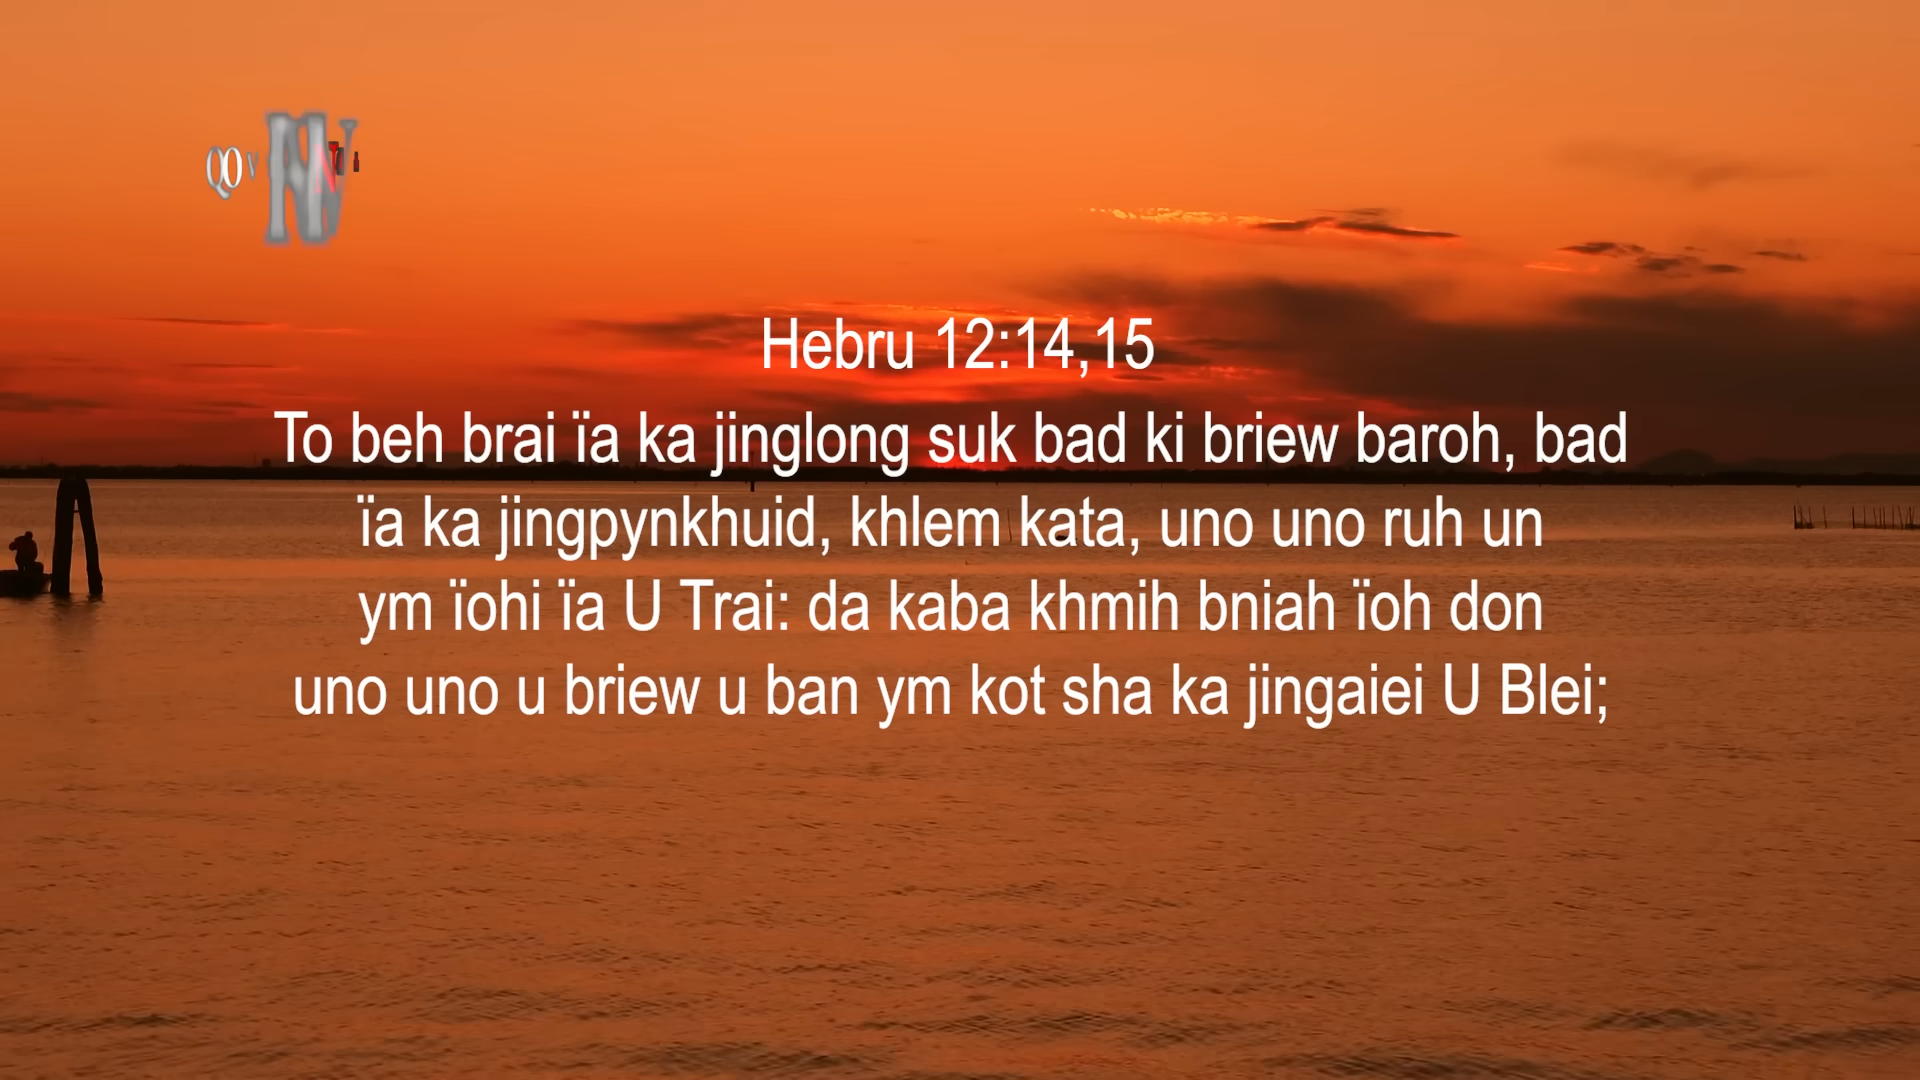 Hebru 12:14,15
To beh brai ïa ka jinglong suk bad ki briew baroh, bad
ïa ka jingpynkhuid, khlem kata, uno uno ruh un
ym ïohi ïa U Trai: da kaba khmih bniah ïoh don
uno uno u briew u ban ym kot sha ka jingaiei U Blei;